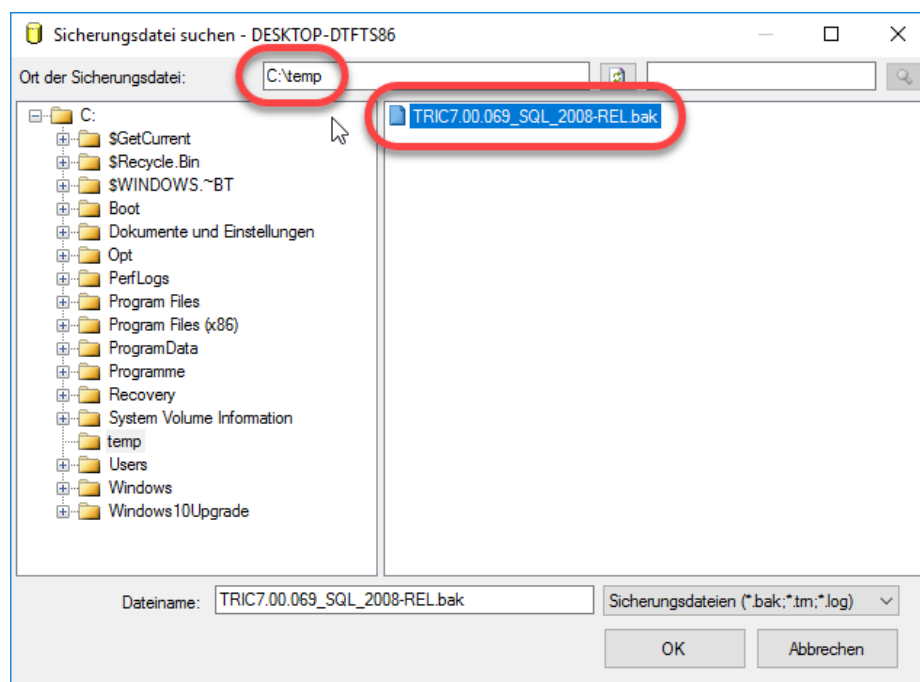 Sicherungsdatei suchen - DESKTOP-DTFTS86
Ort der Sicherungsdatei: C:\temp
C:
$GetCurrent
$Recycle.Bin
$WINDOWS.~BT
Boot
Dokumente und Einstellungen
Opt
PerfLogs
Program Files
Program Files (x86)
ProgramData
Programme
Recovery
System Volume Information
temp
Users
Windows
Windows10Upgrade
TRIC7.00.069_SQL_2008-REL.bak
Dateiname: TRIC7.00.069_SQL_2008-REL.bak Sicherungsdateien (*.bak;*.trn;*.log)
OK Abbrechen